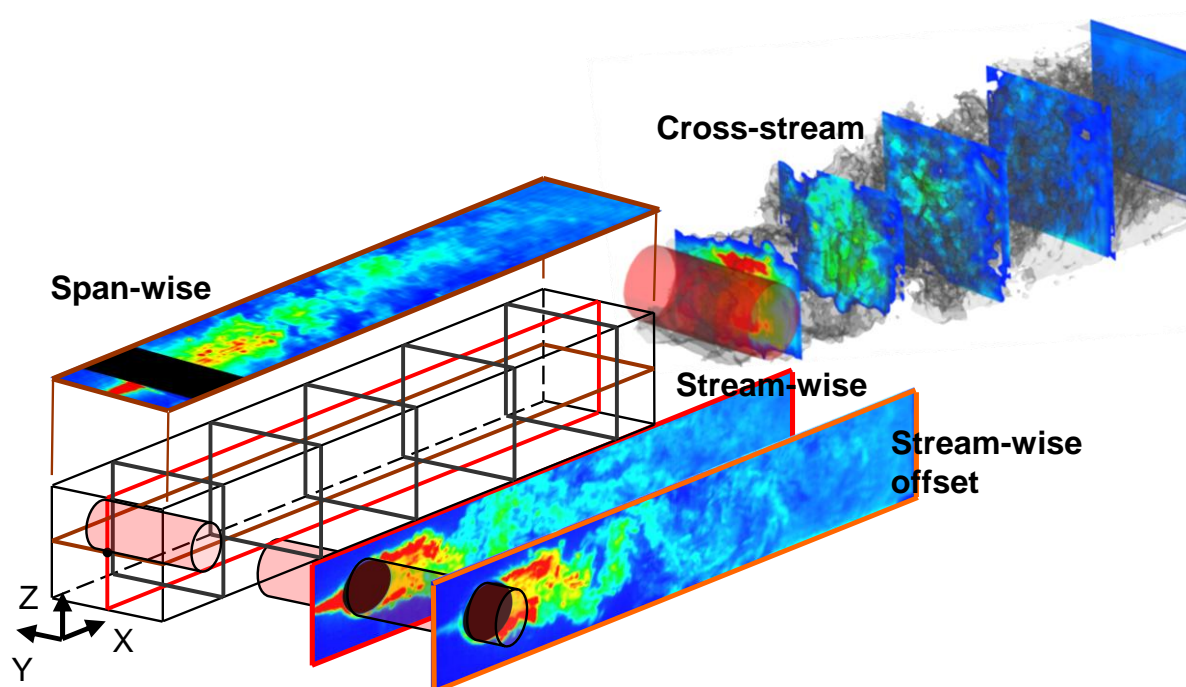 Cross-stream
Span-wise
Stream-wise
Stream-wise
offset
Z
X
Y